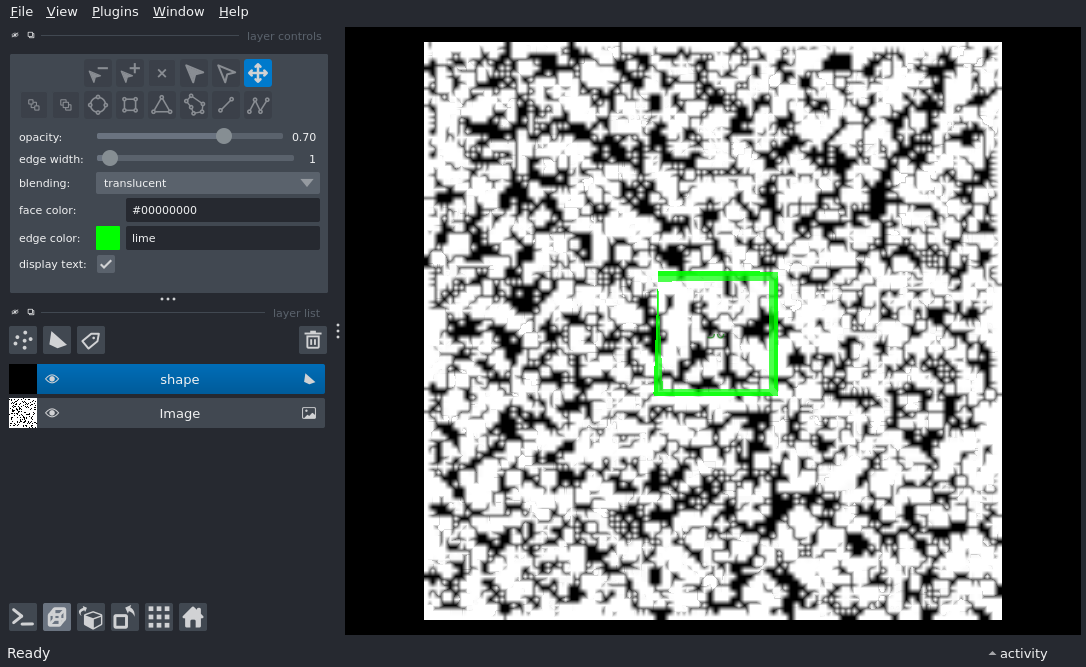 File View Plugins Window Help
layer controls
opacity: 0.70
edge width: 1
blending: translucent
face color: #00000000
edge color: lime
display text:
layer list
shape
Image
Ready
activity